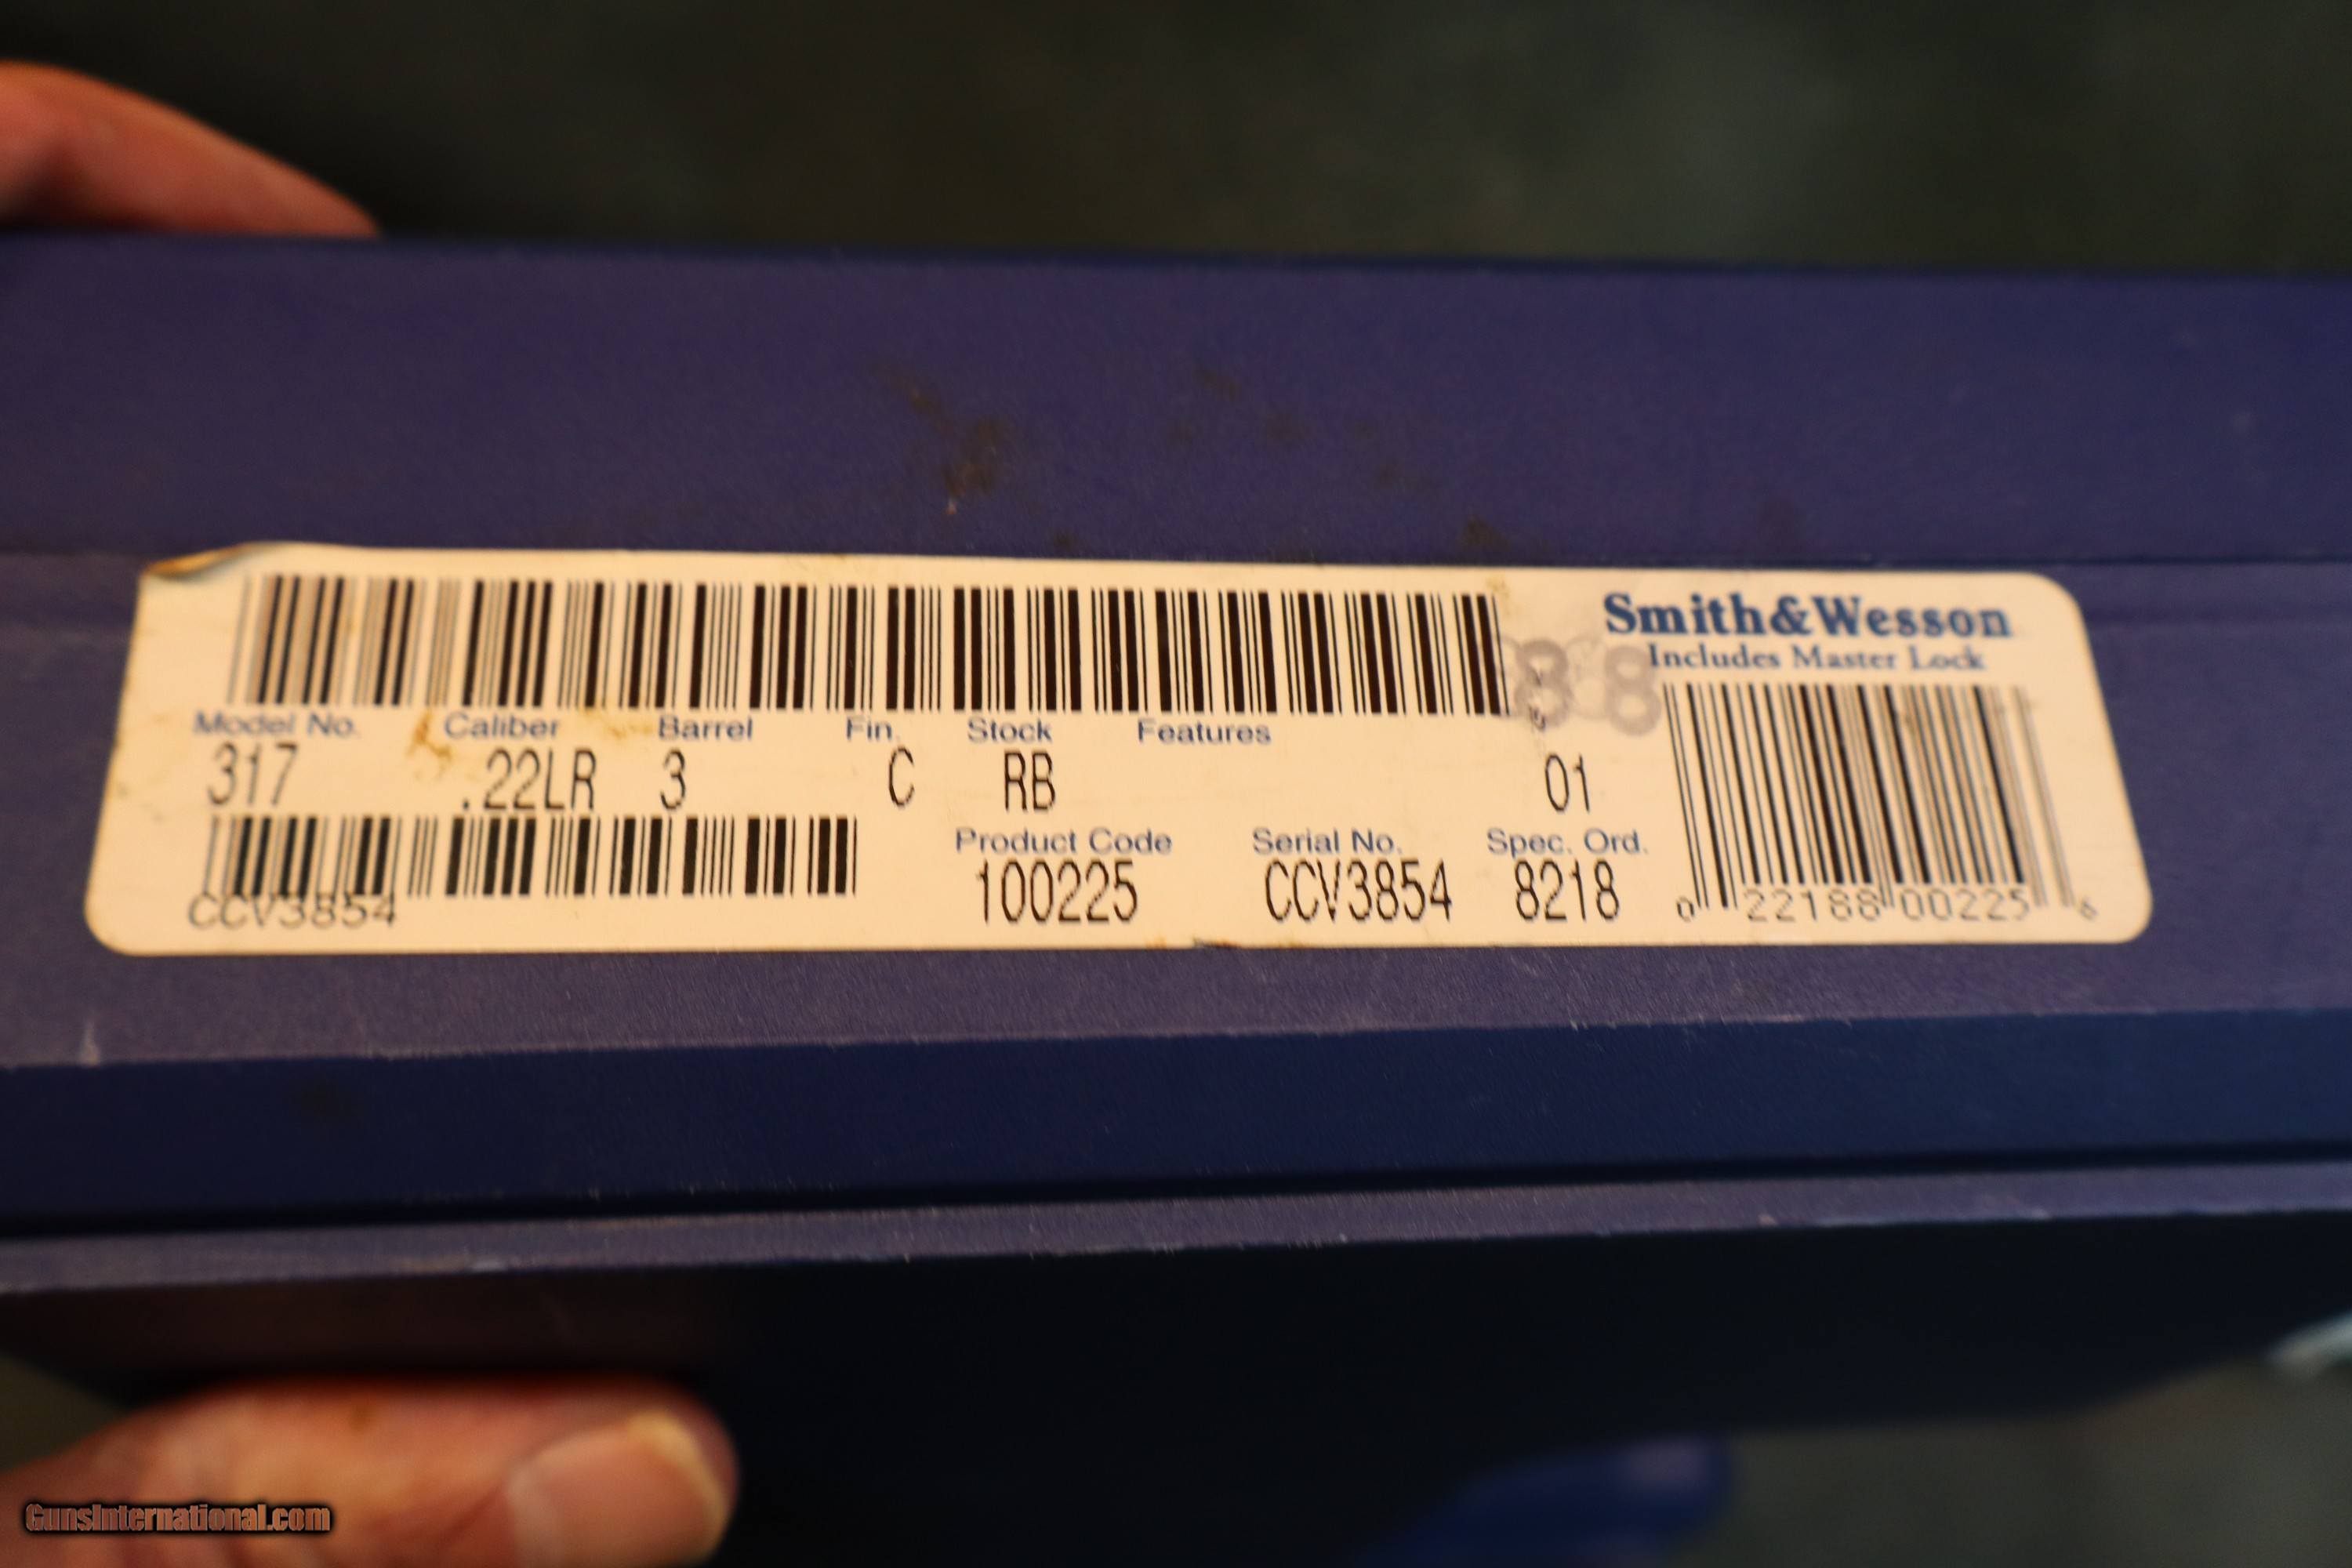 Smith&Wesson
Includes Master Lock
88
Model No. Caliber Barrel Fin. Stock Features
317 .22LR 3 C RB 01
Product Code Serial No. Spec. Ord.
CCV3854 100225 CCV3854 8218 0 22188 00225 6
GunsInternational.com